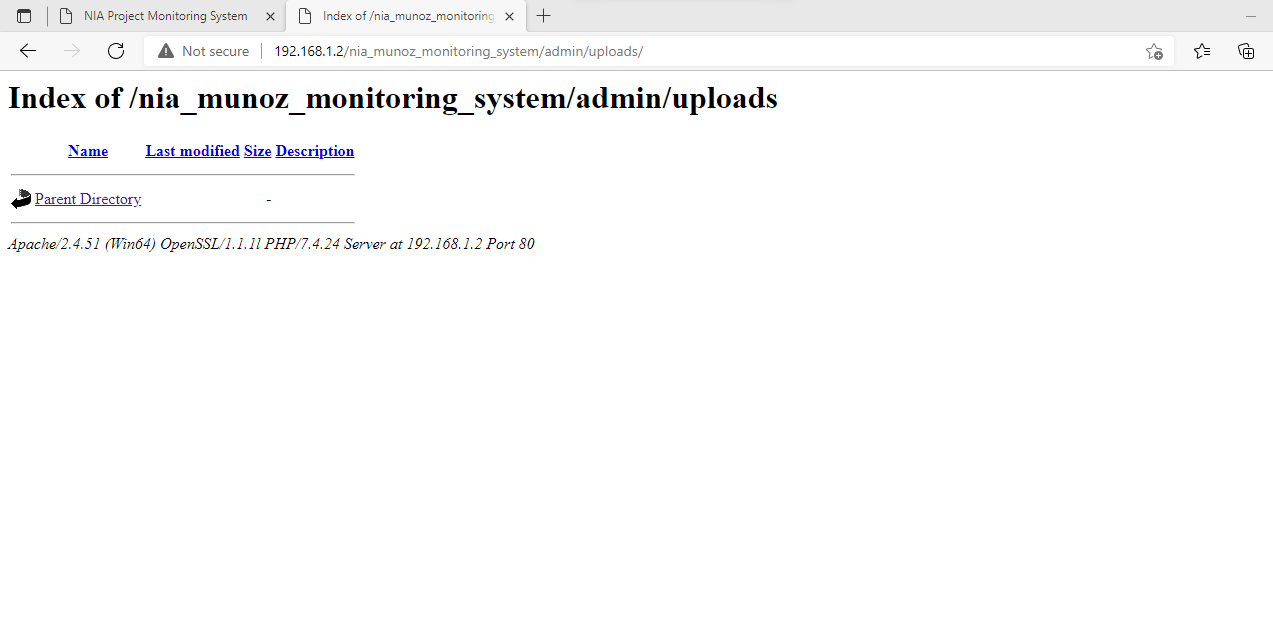 NIA Project Monitoring System
Index of /nia_munoz_monitoring
Not secure
192.168.1.2/nia_munoz_monitoring_system/admin/uploads/
Index of /nia_munoz_monitoring_system/admin/uploads
Name Last modified Size Description
Parent Directory -
Apache/2.4.51 (Win64) OpenSSL/1.1.1l PHP/7.4.24 Server at 192.168.1.2 Port 80